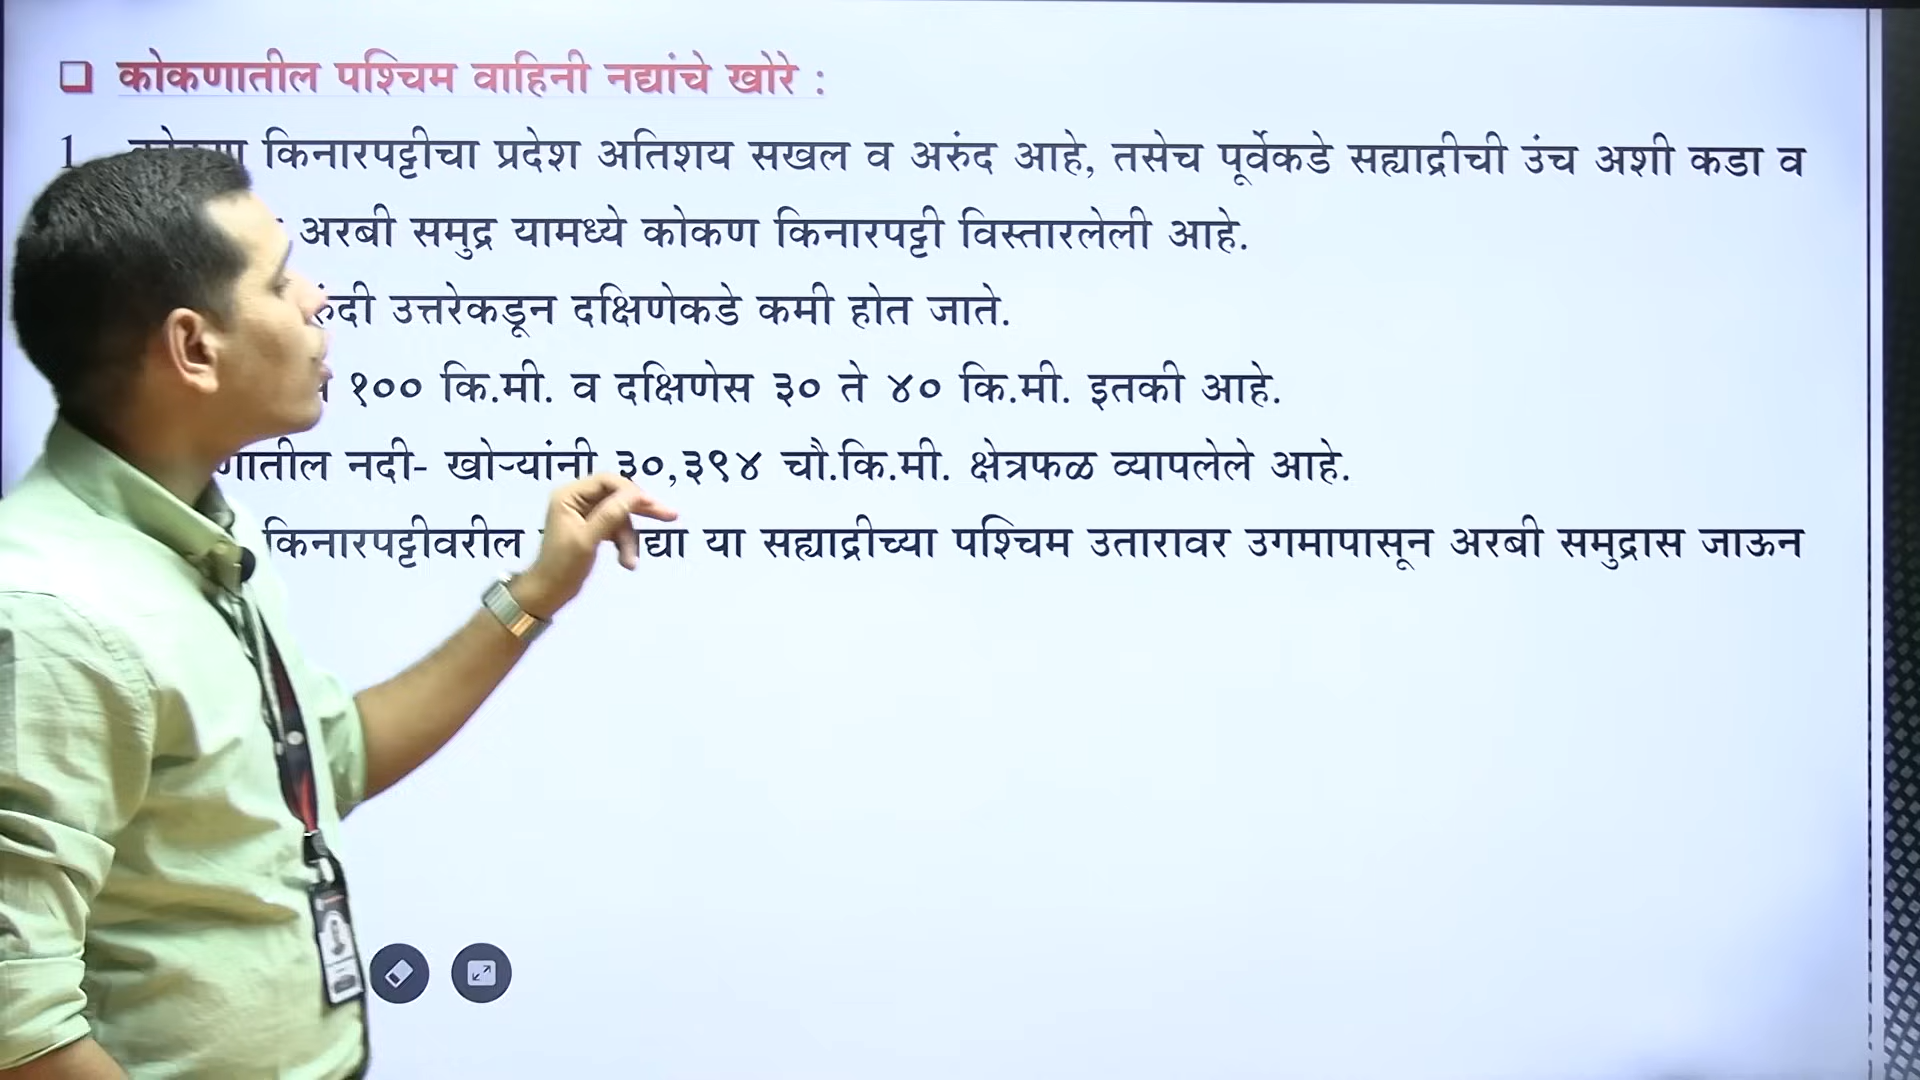 कोकणातील पश्चिम वाहिनी नद्यांचे खोरे :
1. कोकण किनारपट्टीचा प्रदेश अतिशय सखल व अरुंद आहे, तसेच पूर्वेकडे सह्याद्रीची उंच अशी कडा व
अरबी समुद्र यामध्ये कोकण किनारपट्टी विस्तारलेली आहे.
उत्तरेकडून दक्षिणेकडे कमी होत जाते.
१०० कि.मी. व दक्षिणेस ३० ते ४० कि.मी. इतकी आहे.
नदी- खोऱ्यांनी ३०,३९४ चौ.कि.मी. क्षेत्रफळ व्यापलेले आहे.
किनारपट्टीवरील या सह्याद्रीच्या पश्चिम उतारावर उगमापासून अरबी समुद्रास जाऊन